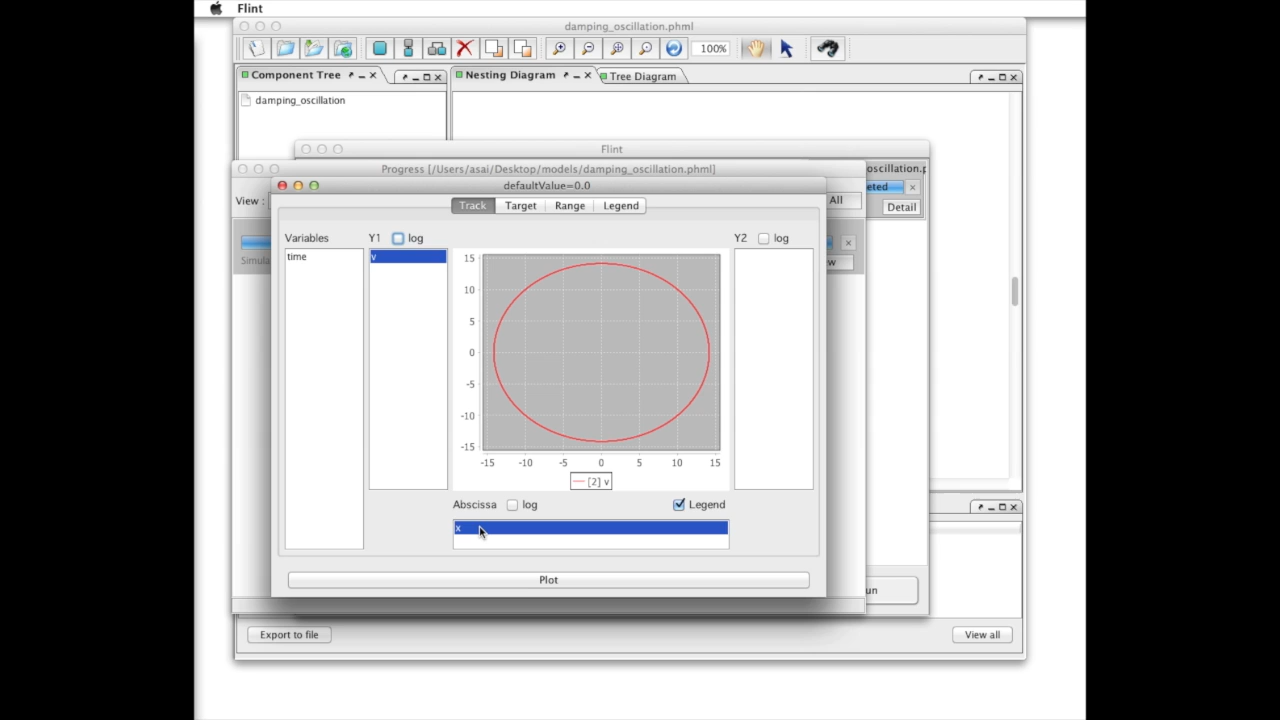 Flint
damping_oscillation.phml
100%
Component Tree
Nesting Diagram
Tree Diagram
damping_oscillation
Flint
Progress [/Users/asai/Desktop/models/damping_oscillation.phml]
oscillation.p
defaultValue=0.0
eted
View :
All
Detail
Track
Target
Range
Legend
Variables
Y1
log
Y2
log
time
v
Simula
w
15
10
5
0
-5
-10
-15
-15
-10
-5
0
5
10
15
[2] v
Abscissa
log
Legend
x
Plot
un
Export to file
View all